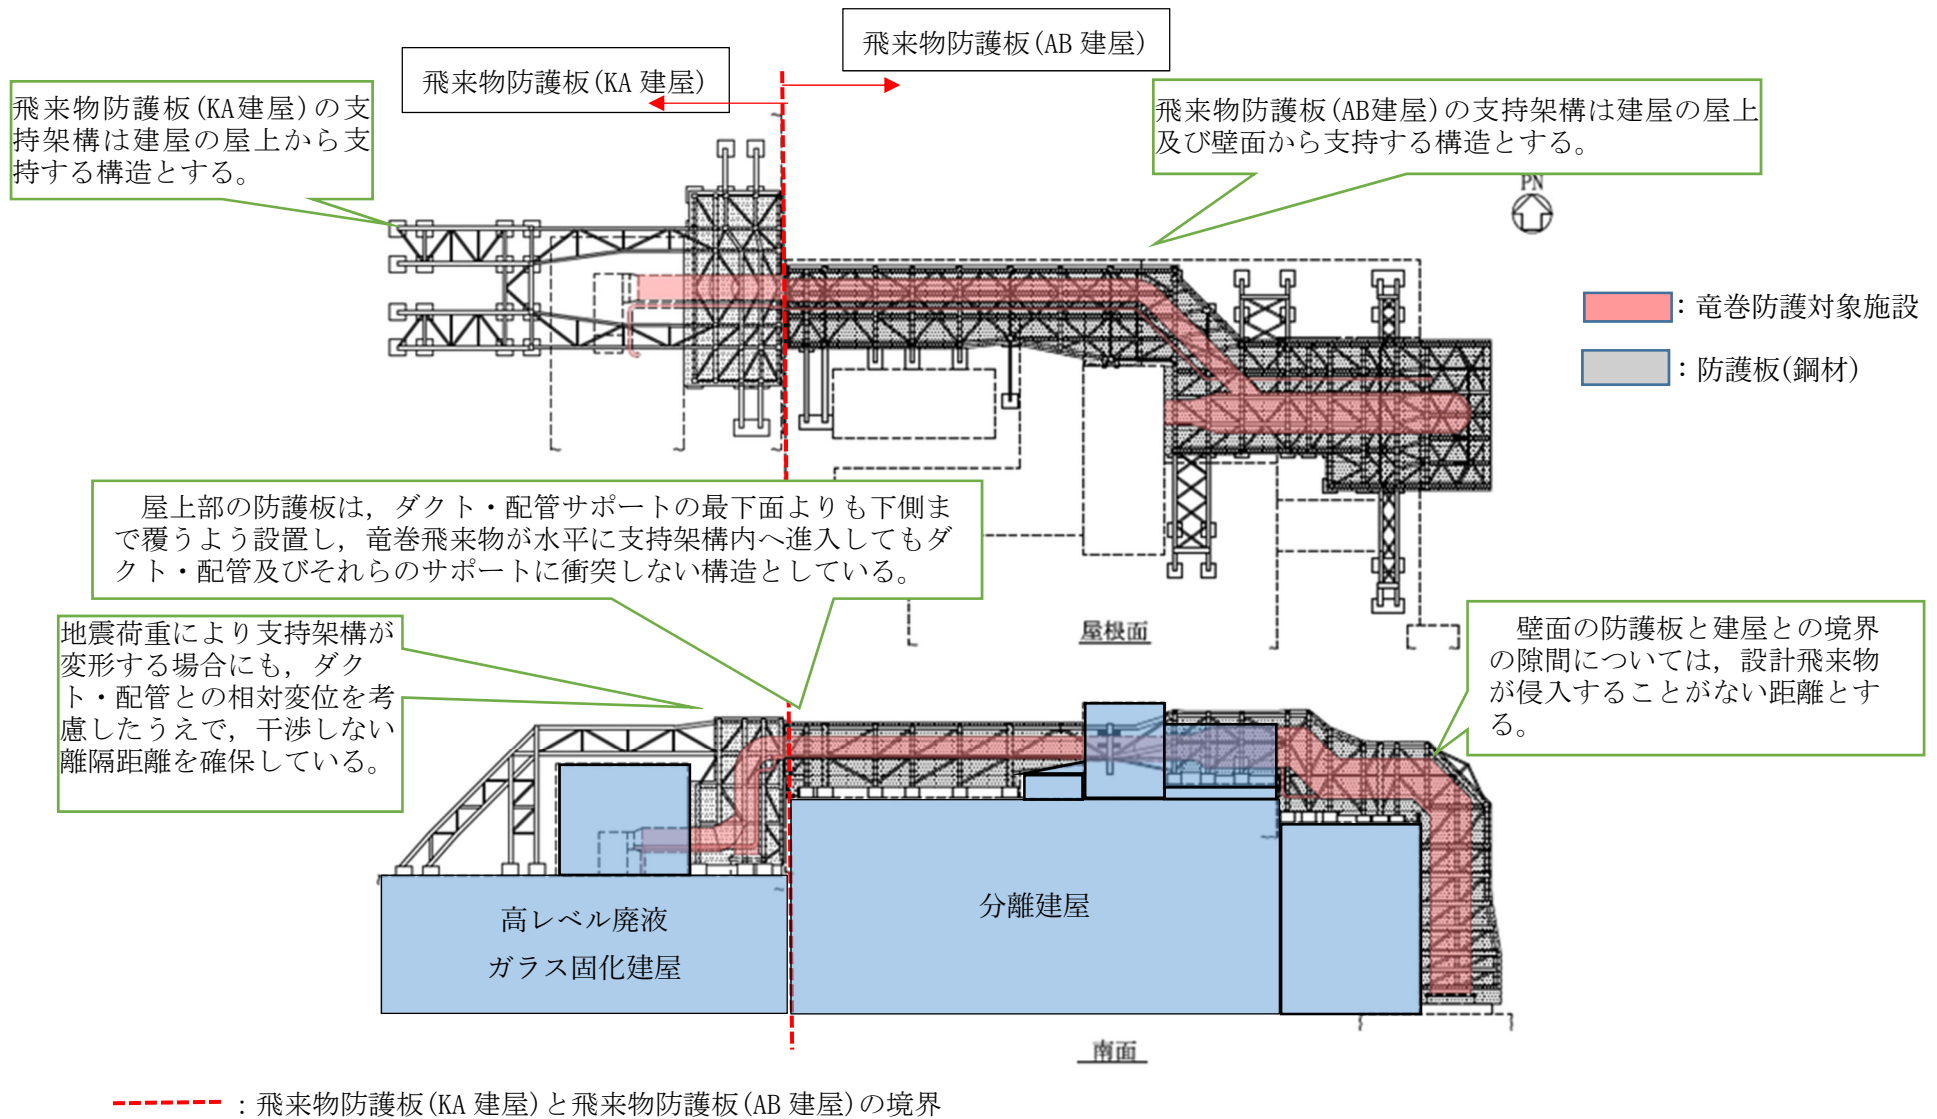 飛来物防護板(AB 建屋)
飛来物防護板(KA 建屋)
飛来物防護板(KA建屋)の支
持架構は建屋の屋上から支
持する構造とする。
飛来物防護板(AB建屋)の支持架構は建屋の屋上
及び壁面から支持する構造とする。
PN
：竜巻防護対象施設
：防護板(鋼材)
屋上部の防護板は，ダクト・配管サポートの最下面よりも下側ま
で覆うよう設置し，竜巻飛来物が水平に支持架構内へ進入してもダ
クト・配管及びそれらのサポートに衝突しない構造としている。
屋根面
地震荷重により支持架構が
変形する場合にも，ダク
ト・配管との相対変位を考
慮したうえで，干渉しない
離隔距離を確保している。
壁面の防護板と建屋との境界
の隙間については，設計飛来物
が侵入することがない距離とす
る。
高レベル廃液
ガラス固化建屋
分離建屋
南面
：飛来物防護板(KA 建屋)と飛来物防護板(AB 建屋)の境界